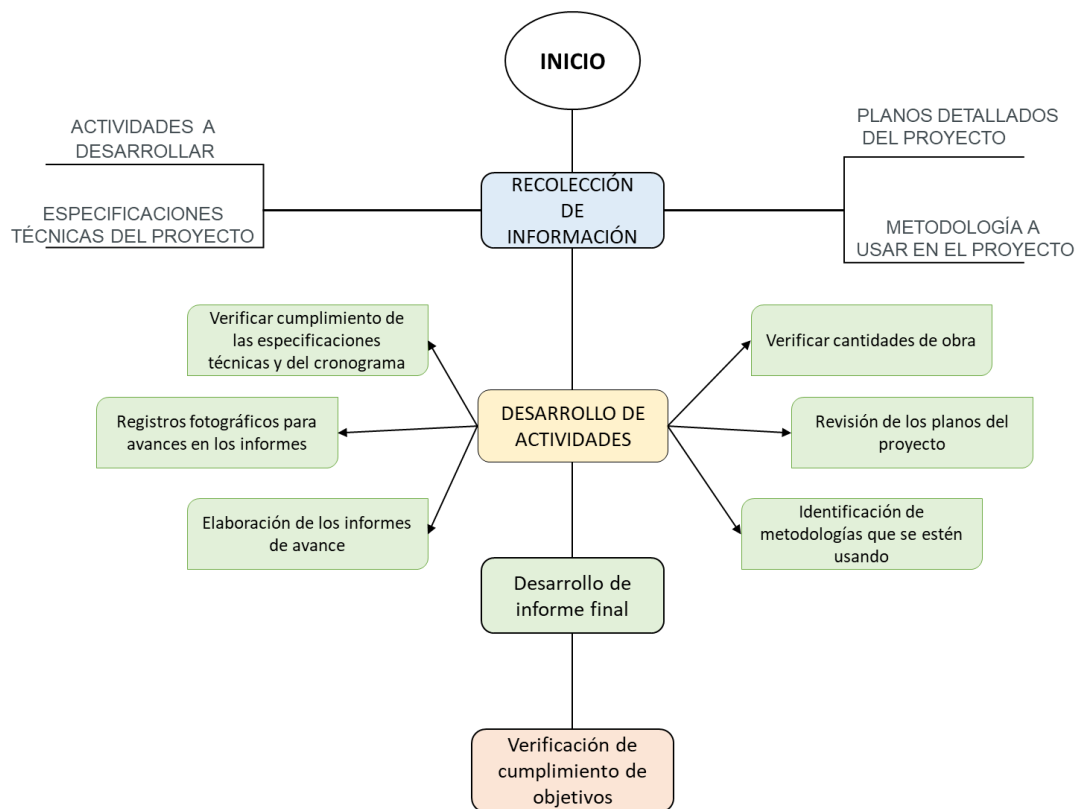 INICIO
ACTIVIDADES A
DESARROLLAR
ESPECIFICACIONES
TÉCNICAS DEL PROYECTO
RECOLECCIÓN
DE
INFORMACIÓN
PLANOS DETALLADOS
DEL PROYECTO
METODOLOGÍA A
USAR EN EL PROYECTO
Verificar cumplimiento de
las especificaciones
técnicas y del cronograma
Registros fotográficos para
avances en los informes
Elaboración de los informes
de avance
DESARROLLO DE
ACTIVIDADES
Verificar cantidades de obra
Revisión de los planos del
proyecto
Identificación de
metodologías que se estén
usando
Desarrollo de
informe final
Verificación de
cumplimiento de
objetivos